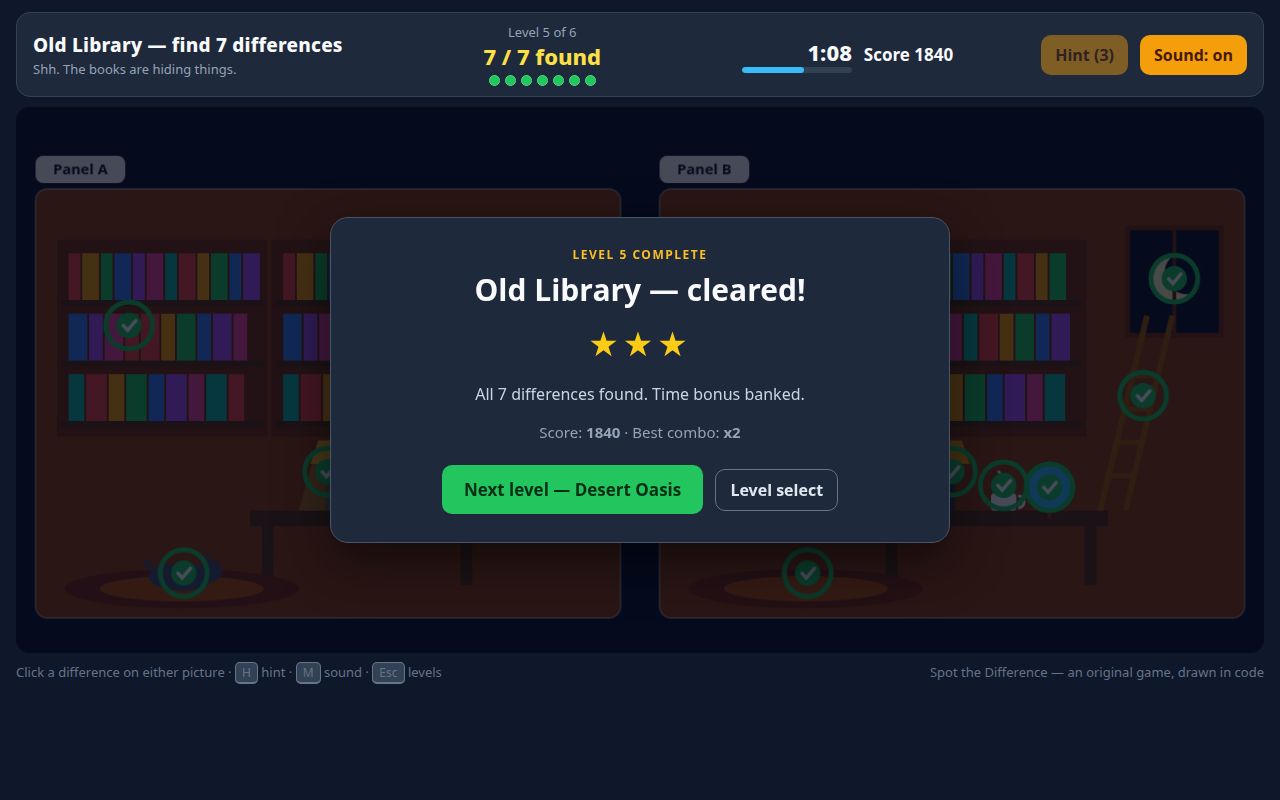 Old Library — find 7 differences
Shh. The books are hiding things.
Level 5 of 6
7 / 7 found
1:08
Score 1840
Hint (3)
Sound: on
Panel A
Panel B
LEVEL 5 COMPLETE
Old Library — cleared!
★ ★ ★
All 7 differences found. Time bonus banked.
Score: 1840 · Best combo: x2
Next level — Desert Oasis
Level select
Click a difference on either picture · H hint · M sound · Esc levels
Spot the Difference — an original game, drawn in code